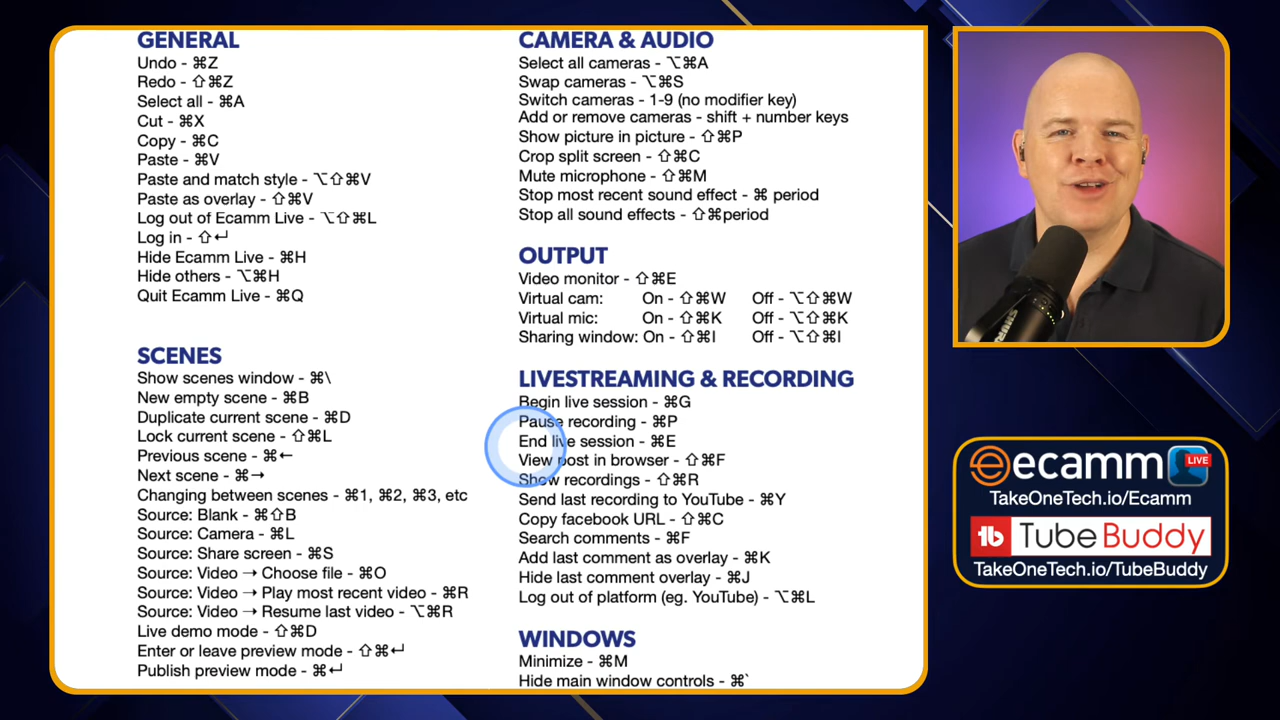 GENERAL
Undo - ⌘Z
Redo - ⇧⌘Z
Select all - ⌘A
Cut - ⌘X
Copy - ⌘C
Paste - ⌘V
Paste and match style - ⌥⇧⌘V
Paste as overlay - ⇧⌘V
Log out of Ecamm Live - ⌥⇧⌘L
Log in - ⇧↵
Hide Ecamm Live - ⌘H
Hide others - ⌥⌘H
Quit Ecamm Live - ⌘Q
SCENES
Show scenes window - ⌘\
New empty scene - ⌘B
Duplicate current scene - ⌘D
Lock current scene - ⇧⌘L
Previous scene - ⌘←
Next scene - ⌘→
Changing between scenes - ⌘1, ⌘2, ⌘3, etc
Source: Blank - ⌘⇧B
Source: Camera - ⌘L
Source: Share screen - ⌘S
Source: Video → Choose file - ⌘O
Source: Video → Play most recent video - ⌘R
Source: Video → Resume last video - ⌥⌘R
Live demo mode - ⇧⌘D
Enter or leave preview mode - ⇧⌘↵
Publish preview mode - ⌘↵
CAMERA & AUDIO
Select all cameras - ⌥⌘A
Swap cameras - ⌥⌘S
Switch cameras - 1-9 (no modifier key)
Add or remove cameras - shift + number keys
Show picture in picture - ⇧⌘P
Crop split screen - ⇧⌘C
Mute microphone - ⇧⌘M
Stop most recent sound effect - ⌘ period
Stop all sound effects - ⇧⌘period
OUTPUT
Video monitor - ⇧⌘E
Virtual cam: On - ⇧⌘W Off - ⌥⇧⌘W
Virtual mic: On - ⇧⌘K Off - ⌥⇧⌘K
Sharing window: On - ⇧⌘I Off - ⌥⇧⌘I
LIVESTREAMING & RECORDING
Begin live session - ⌘G
Pause recording - ⌘P
End live session - ⌘E
View post in browser - ⇧⌘F
Show recordings - ⇧⌘R
Send last recording to YouTube - ⌘Y
Copy facebook URL - ⇧⌘C
Search comments - ⌘F
Add last comment as overlay - ⌘K
Hide last comment overlay - ⌘J
Log out of platform (eg. YouTube) - ⌥⌘L
WINDOWS
Minimize - ⌘M
Hide main window controls - ⌘`
SHURE
ecamm LIVE
TakeOneTech.io/Ecamm
tb TubeBuddy
TakeOneTech.io/TubeBuddy